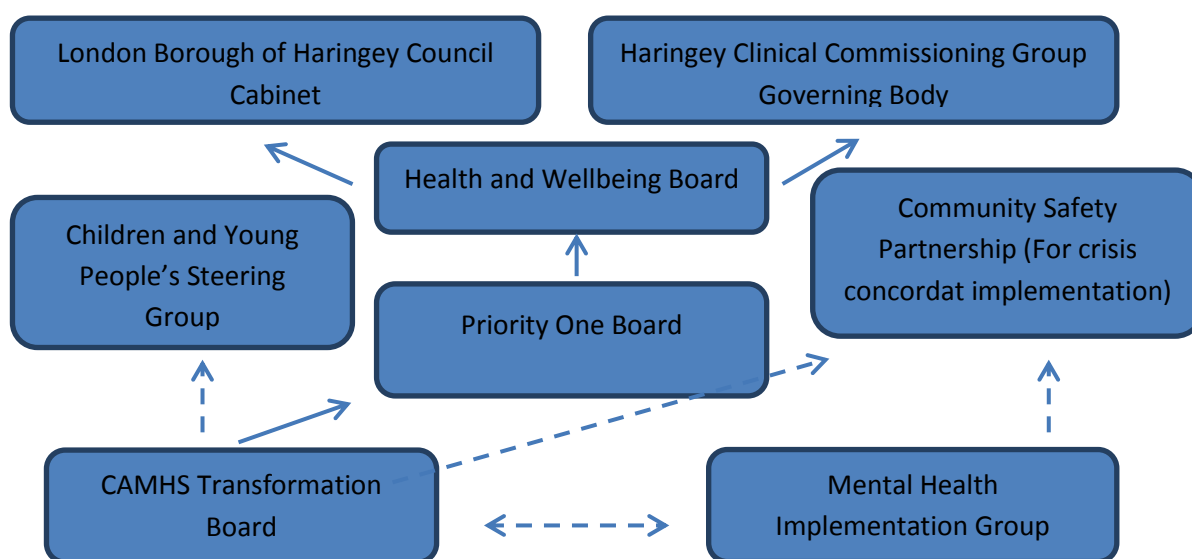 London Borough of Haringey Council
Cabinet
Haringey Clinical Commissioning Group
Governing Body
Health and Wellbeing Board
Children and Young
People’s Steering
Group
Community Safety
Partnership (For crisis
concordat implementation)
Priority One Board
CAMHS Transformation
Board
Mental Health
Implementation Group